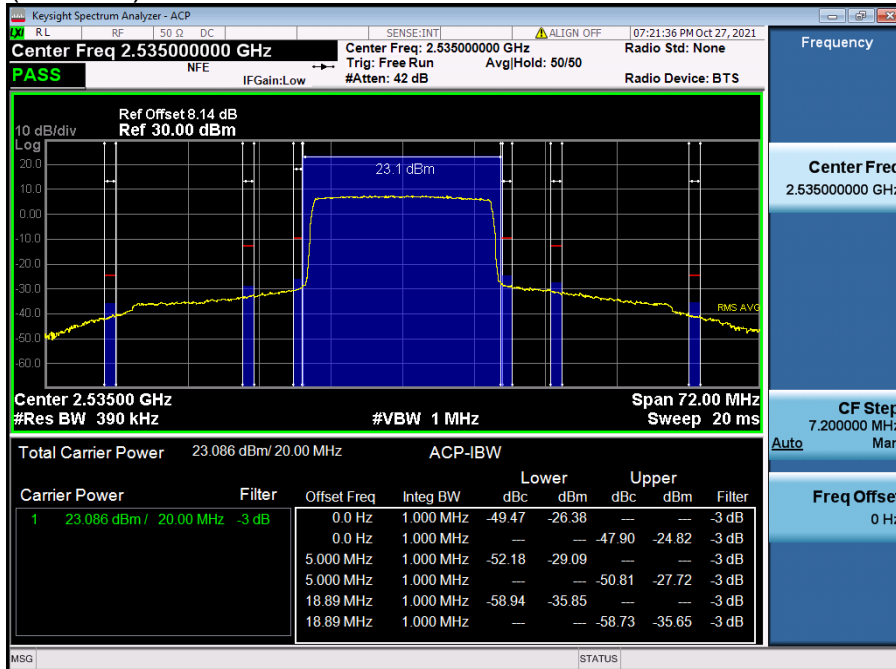 Keysight Spectrum Analyzer - ACP
LXI RL RF 50 Ω DC SENSE:INT ALIGN OFF 07:21:36 PM Oct 27, 2021
Center Freq 2.535000000 GHz
Center Freq: 2.535000000 GHz Radio Std: None
NFE Trig: Free Run Avg|Hold: 50/50
PASS IFGain:Low #Atten: 42 dB Radio Device: BTS
Ref Offset 8.14 dB
10 dB/div Ref 30.00 dBm
Log
20.0
23.1 dBm
10.0
0.00
-10.0
-20.0
-30.0
-40.0
RMS AVG
-50.0
-60.0
Center 2.53500 GHz Span 72.00 MHz
#Res BW 390 kHz #VBW 1 MHz Sweep 20 ms
Total Carrier Power 23.086 dBm/ 20.00 MHz ACP-IBW
Lower Upper
Carrier Power Filter Offset Freq Integ BW dBc dBm dBc dBm Filter
1 23.086 dBm / 20.00 MHz -3 dB 0.0 Hz 1.000 MHz -49.47 -26.38 --- --- -3 dB
0.0 Hz 1.000 MHz --- --- -47.90 -24.82 -3 dB
5.000 MHz 1.000 MHz -52.18 -29.09 --- --- -3 dB
5.000 MHz 1.000 MHz --- --- -50.81 -27.72 -3 dB
18.89 MHz 1.000 MHz -58.94 -35.85 --- --- -3 dB
18.89 MHz 1.000 MHz --- --- -58.73 -35.65 -3 dB
MSG STATUS
Frequency
Center Freq
2.535000000 GHz
CF Step
7.200000 MHz
Auto Man
Freq Offset
0 Hz